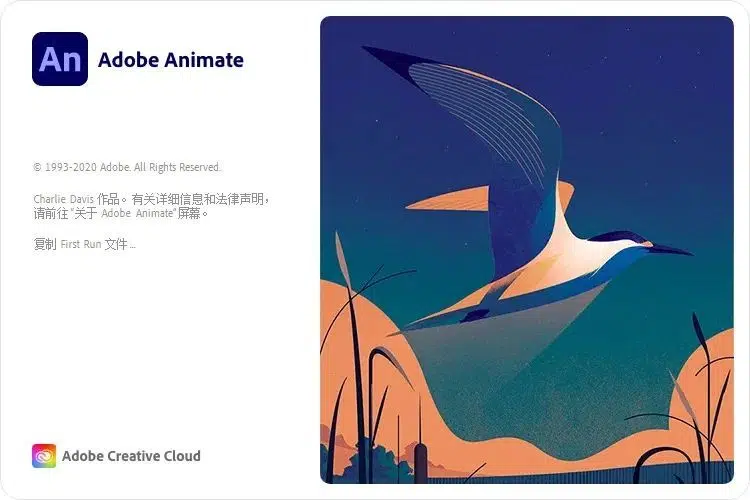 An
Adobe Animate
© 1993-2020 Adobe. All Rights Reserved.
Charlie Davis 作品。有关详细信息和法律声明，
请前往“关于 Adobe Animate”屏幕。
复制 First Run 文件...
Adobe Creative Cloud